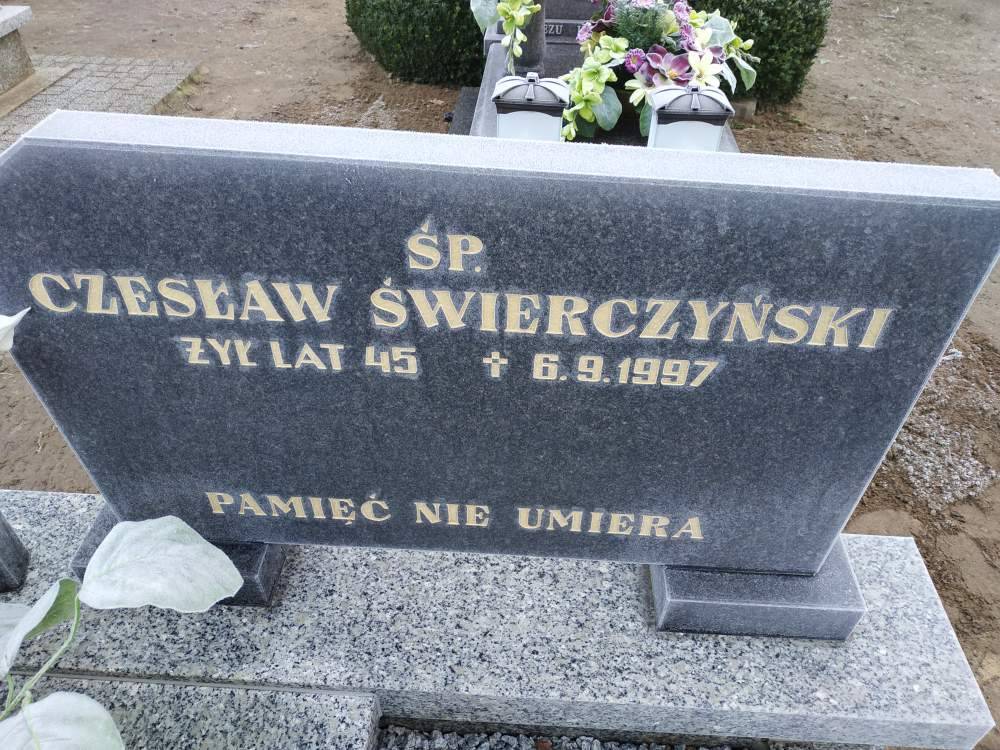 ŚP.
CZESŁAW ŚWIERCZYŃSKI
ŻYŁ LAT 45 ✝ 6.9.1997
PAMIĘĆ NIE UMIERA